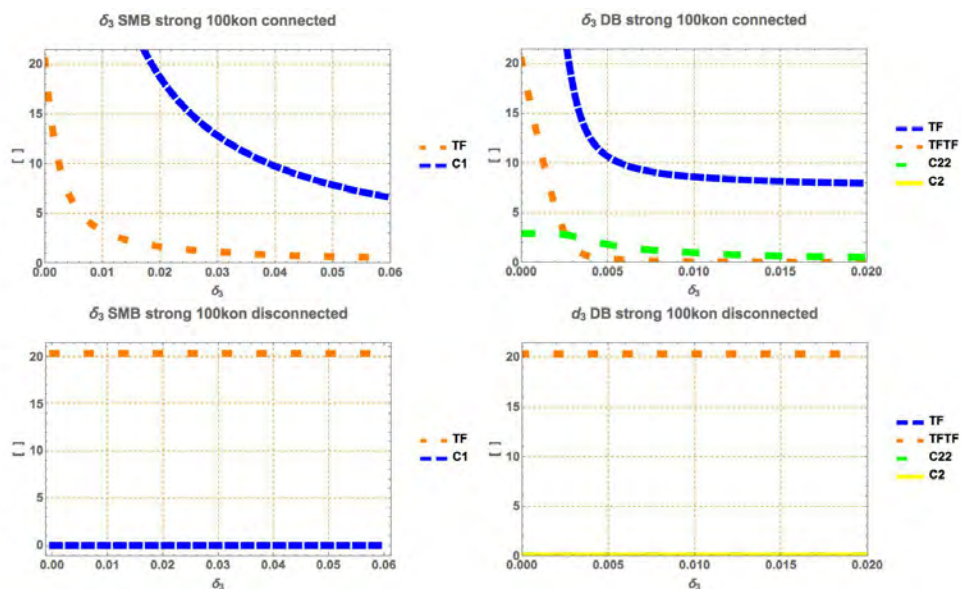 δ₃ SMB strong 100kon connected
20
15
10
5
0
[ ]
0.00 0.01 0.02 0.03 0.04 0.05 0.06
δ₃
TF
C1
δ₃ DB strong 100kon connected
20
15
10
5
0
[ ]
0.000 0.005 0.010 0.015 0.020
δ₃
TF
TFTF
C22
C2
δ₃ SMB strong 100kon disconnected
20
15
10
5
0
[ ]
0.00 0.01 0.02 0.03 0.04 0.05 0.06
δ₃
TF
C1
d₃ DB strong 100kon disconnected
20
15
10
5
0
[ ]
0.000 0.005 0.010 0.015 0.020
δ₃
TF
TFTF
C22
C2